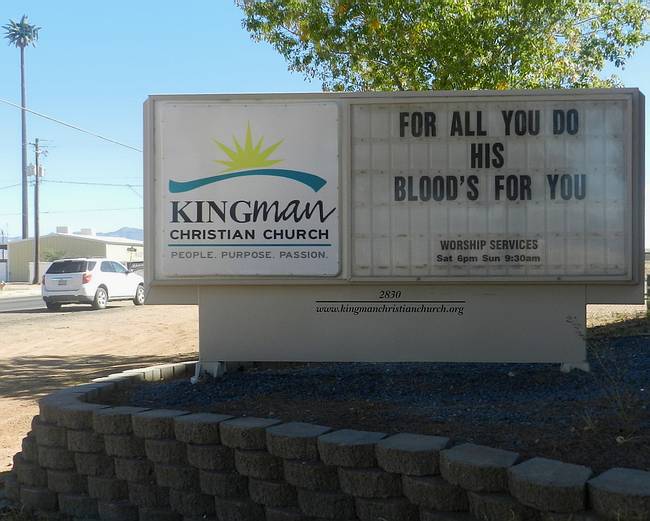 KINGman
CHRISTIAN CHURCH
PEOPLE. PURPOSE. PASSION.
FOR ALL YOU DO
HIS
BLOOD'S FOR YOU
WORSHIP SERVICES
Sat 6pm Sun 9:30am
2830
www.kingmanchristianchurch.org